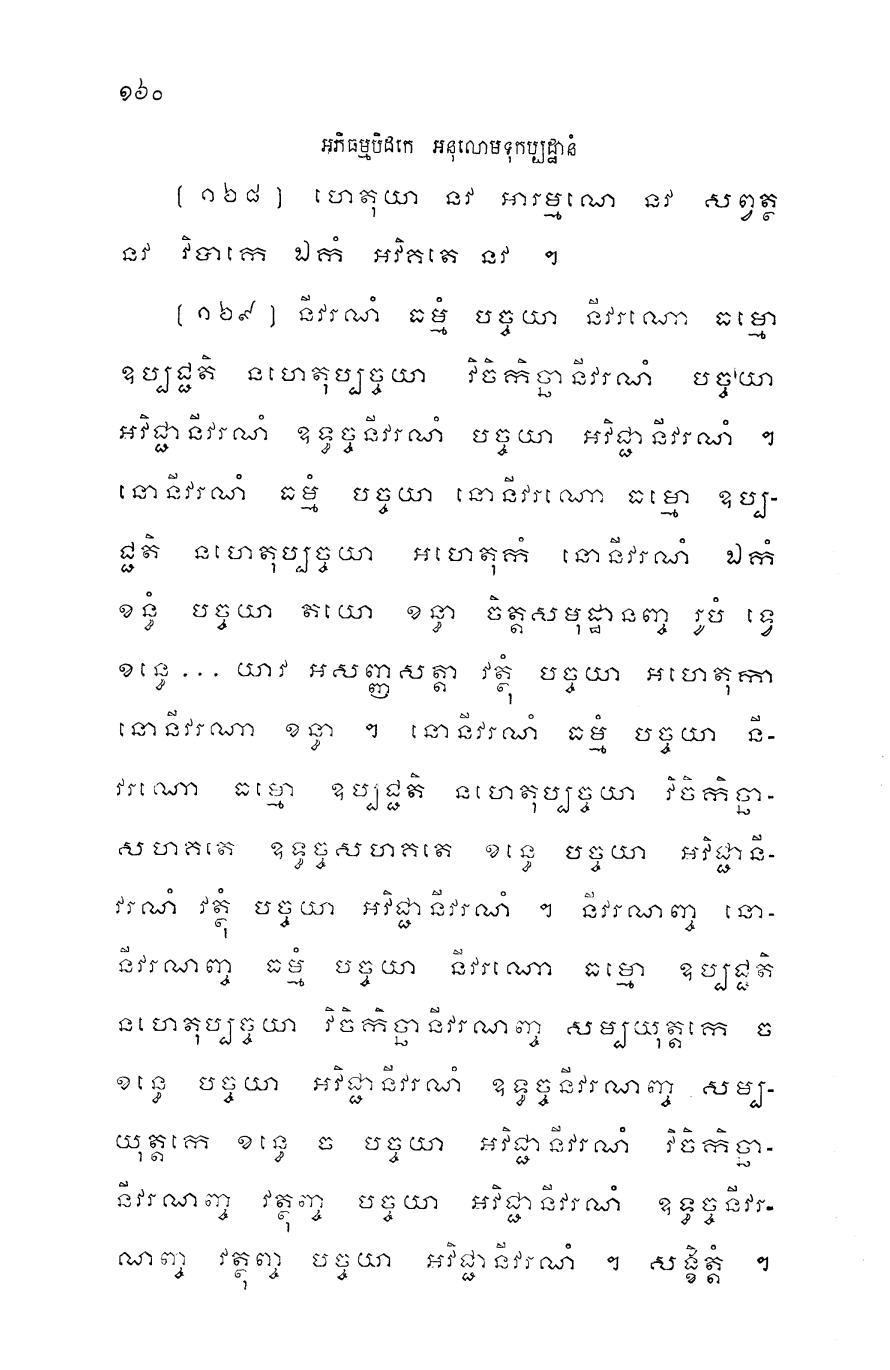 ១៦០
អភិធម្មបិដកេ អនុលោមទុកប្បដ្ឋានំ
[ ១៦៨ ] ហេតុយា នវ អារម្មណេ នវ សព្វត្ថ
នវ វិបាកេ ឯកំ អវិគតេ នវ ។
[ ១៦៩ ] នីវរណំ ធម្មំ បច្ចយា នីវរណោ ធម្មោ
ឧប្បជ្ជតិ នហេតុប្បច្ចយា វិចិកិច្ឆានីវរណំ បច្ចយា
អវិជ្ជានីវរណំ ឧទ្ធច្ចនីវរណំ បច្ចយា អវិជ្ជានីវរណំ ។
នោនីវរណំ ធម្មំ បច្ចយា នោនីវរណោ ធម្មោ ឧប្ប-
ជ្ជតិ នហេតុប្បច្ចយា អហេតុកំ នោនីវរណំ ឯកំ
ខន្ធំ បច្ចយា តយោ ខន្ធា ចិត្តសមុដ្ឋានញ្ច រូបំ ទ្វេ
ខន្ធេ ... យាវ អសញ្ញសត្តា វត្ថុំ បច្ចយា អហេតុកា
នោនីវរណា ខន្ធា ។ នោនីវរណំ ធម្មំ បច្ចយា នី-
វរណោ ធម្មោ ឧប្បជ្ជតិ នហេតុប្បច្ចយា វិចិកិច្ឆា-
សហគតេ ឧទ្ធច្ចសហគតេ ខន្ធេ បច្ចយា អវិជ្ជានី-
វរណំ វត្ថុំ បច្ចយា អវិជ្ជានីវរណំ ។ នីវរណញ្ច នោ-
នីវរណញ្ច ធម្មំ បច្ចយា នីវរណោ ធម្មោ ឧប្បជ្ជតិ
នហេតុប្បច្ចយា វិចិកិច្ឆានីវរណញ្ច សម្បយុត្តកេ ច
ខន្ធេ បច្ចយា អវិជ្ជានីវរណំ ឧទ្ធច្ចនីវរណញ្ច សម្ប-
យុត្តកេ ខន្ធេ ច បច្ចយា អវិជ្ជានីវរណំ វិចិកិច្ឆា-
នីវរណញ្ច វត្ថុញ្ច បច្ចយា អវិជ្ជានីវរណំ ឧទ្ធច្ចនីវរ-
ណញ្ច វត្ថុញ្ច បច្ចយា អវិជ្ជានីវរណំ ។ សង្ខិត្តំ ។